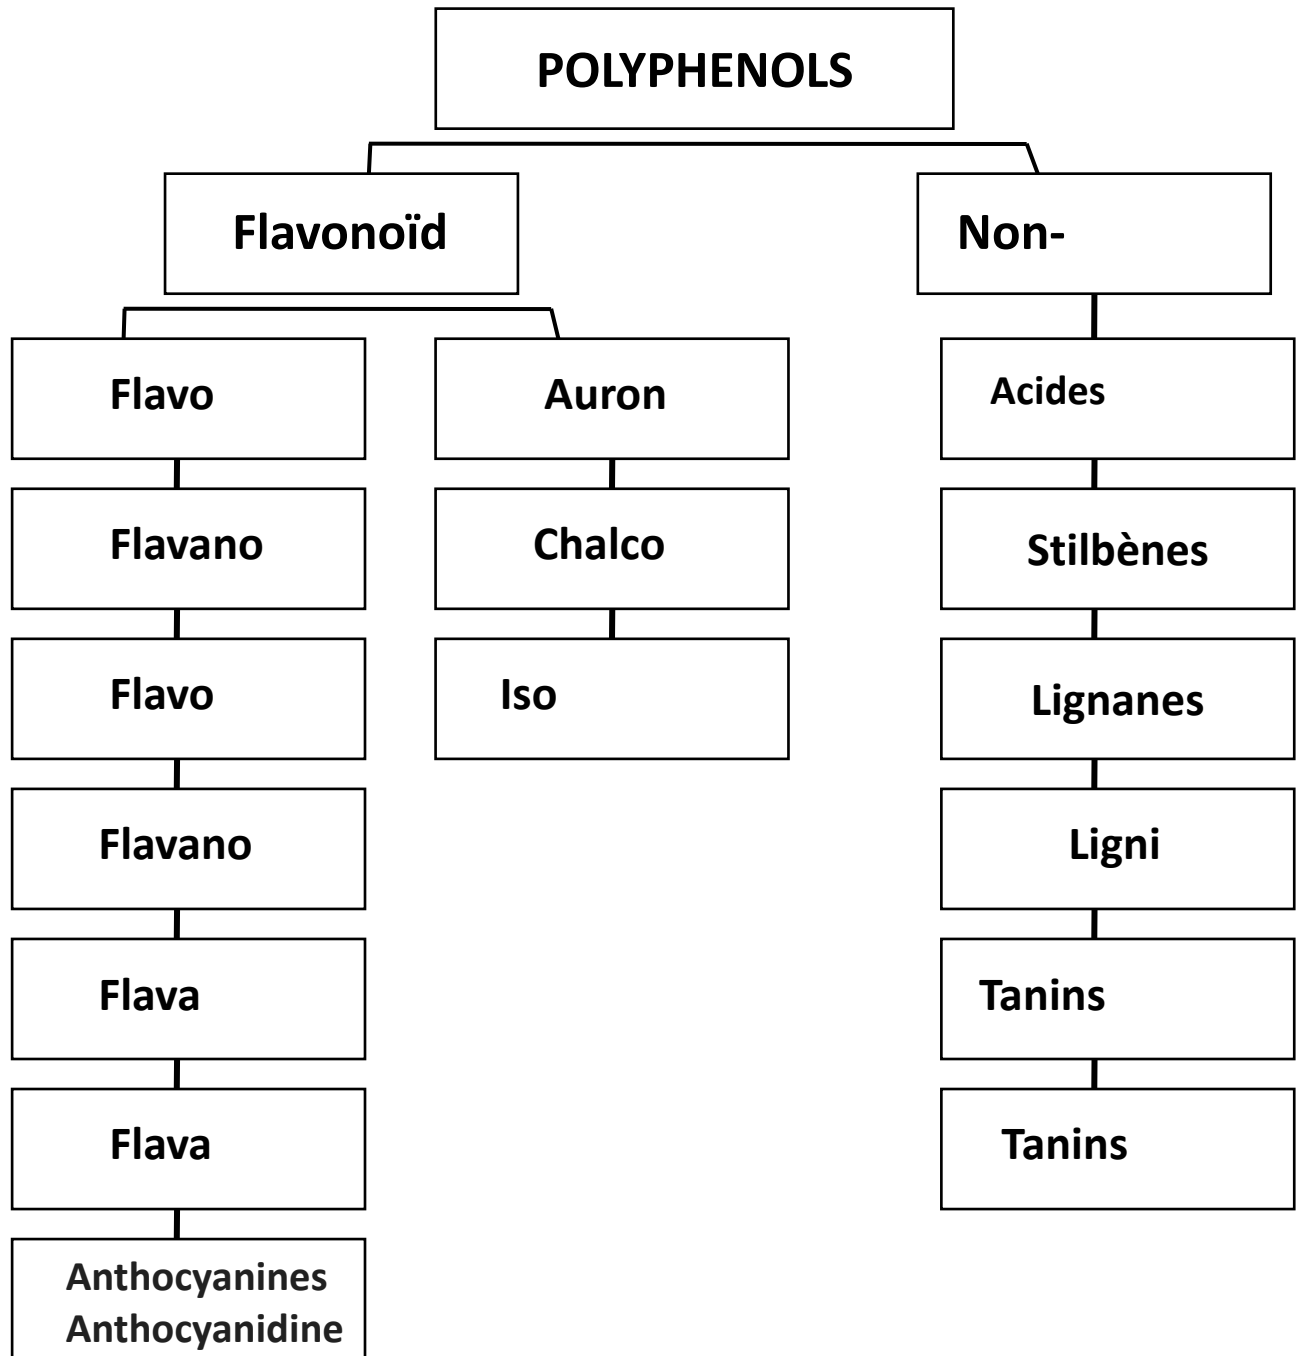 POLYPHENOLS
Flavonoïd
Non-
Flavo
Flavano
Flavo
Flavano
Flava
Flava
Anthocyanines
Anthocyanidine
Auron
Chalco
Iso
Acides
Stilbènes
Lignanes
Ligni
Tanins
Tanins